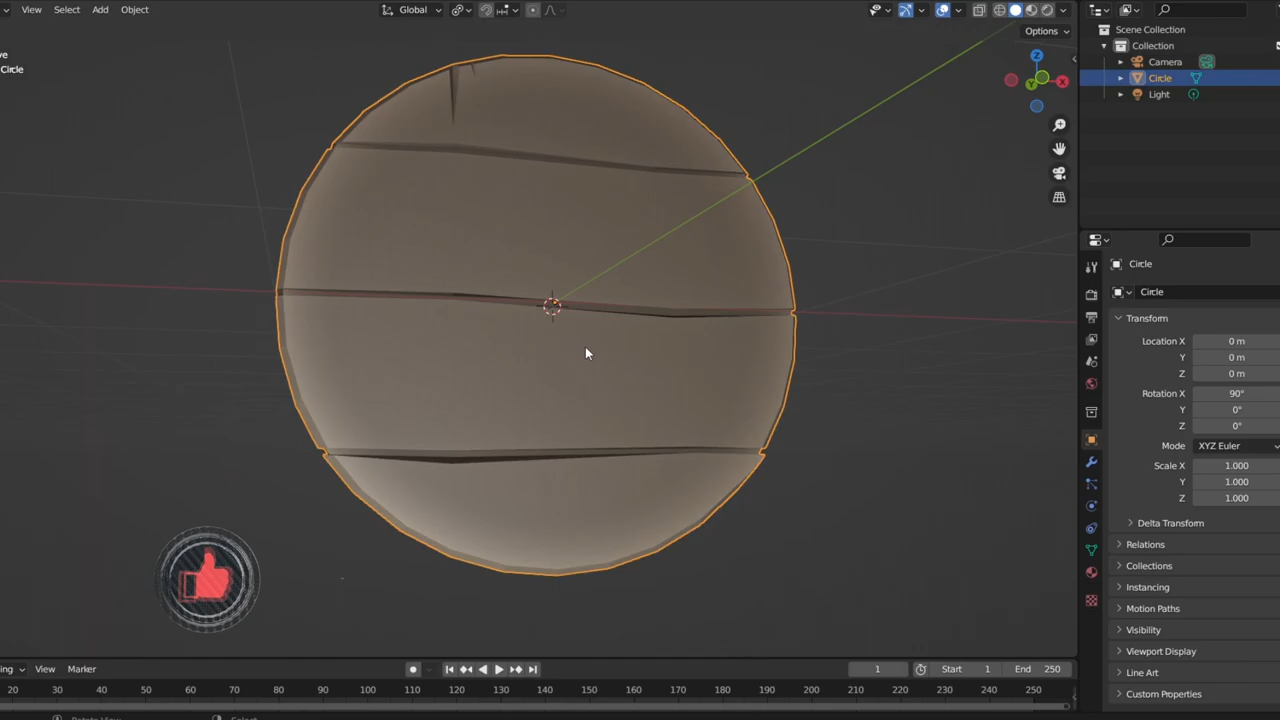 View Select Add Object Global
Options
ve
Circle
Z
X
Y
Scene Collection
Collection
Camera
Circle
Light
Circle
Circle
Transform
Location X 0 m
Y 0 m
Z 0 m
Rotation X 90°
Y 0°
Z 0°
Mode XYZ Euler
Scale X 1.000
Y 1.000
Z 1.000
Delta Transform
Relations
Collections
Instancing
Motion Paths
Visibility
Viewport Display
Line Art
Custom Properties
ing View Marker 1 Start 1 End 250
20 30 40 50 60 70 80 90 100 110 120 130 140 150 160 170 180 190 200 210 220 230 240 250